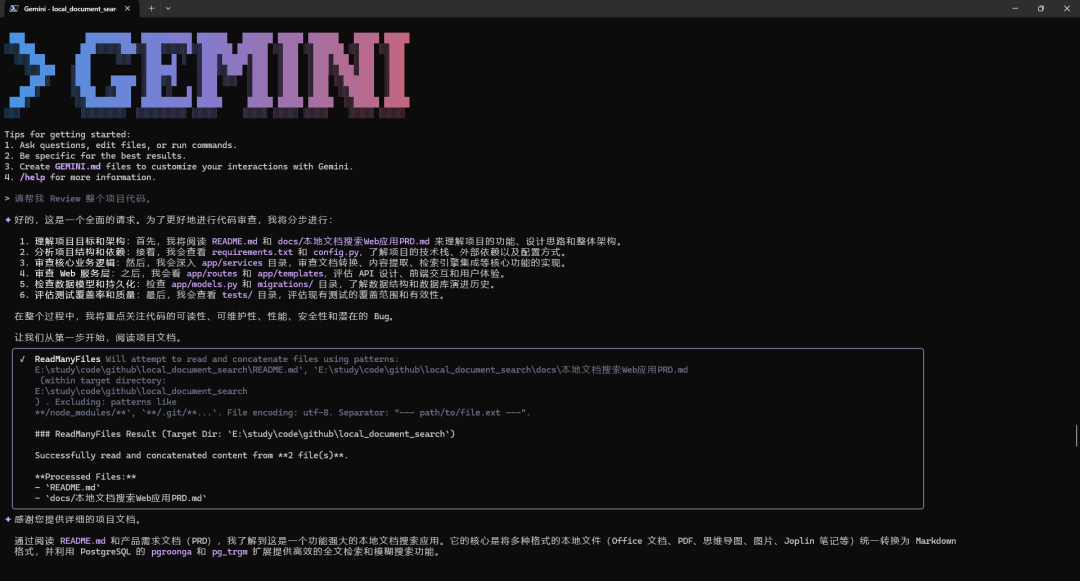 Gemini - local_document_sear
GEMINI
Tips for getting started:
1. Ask questions, edit files, or run commands.
2. Be specific for the best results.
3. Create GEMINI.md files to customize your interactions with Gemini.
4. /help for more information.
> 请帮我 Review 整个项目代码。
✦ 好的，这是一个全面的请求。为了更好地进行代码审查，我将分步进行：
1. 理解项目目标和架构：首先，我将阅读 README.md 和 docs/本地文档搜索Web应用PRD.md 来理解项目的功能、设计思路和整体架构。
2. 分析项目结构和依赖：接着，我会查看 requirements.txt 和 config.py，了解项目的技术栈、外部依赖以及配置方式。
3. 审查核心业务逻辑：然后，我会深入 app/services 目录，审查文档转换、内容提取、检索引擎集成等核心功能的实现。
4. 审查 Web 服务层：之后，我会看 app/routes 和 app/templates，评估 API 设计、前端交互和用户体验。
5. 检查数据模型和持久化：检查 app/models.py 和 migrations/ 目录，了解数据结构和数据库演进历史。
6. 评估测试覆盖率和质量：最后，我会查看 tests/ 目录，评估现有测试的覆盖范围和有效性。
在整个过程中，我将重点关注代码的可读性、可维护性、性能、安全性和潜在的 Bug。
让我们从第一步开始，阅读项目文档。
✓ ReadManyFiles Will attempt to read and concatenate files using patterns:
E:\study\code\github\local_document_search\README.md`, `E:\study\code\github\local_document_search\docs\本地文档搜索Web应用PRD.md
(within target directory:
E:\study\code\github\local_document_search
) . Excluding: patterns like
**/node_modules/**`, `**/.git/**...`. File encoding: utf-8. Separator: "--- path/to/file.ext ---".
### ReadManyFiles Result (Target Dir: `E:\study\code\github\local_document_search`)
Successfully read and concatenated content from **2 file(s)**.
**Processed Files:**
- `README.md`
- `docs/本地文档搜索Web应用PRD.md`
✦ 感谢您提供详细的项目文档。
通过阅读 README.md 和产品需求文档（PRD），我了解到这是一个功能强大的本地文档搜索应用。它的核心是将多种格式的本地文件（Office 文档、PDF、思维导图、图片、Joplin 笔记等）统一转换为 Markdown
格式，并利用 PostgreSQL 的 pgroonga 和 pg_trgm 扩展提供高效的全文检索和模糊搜索功能。